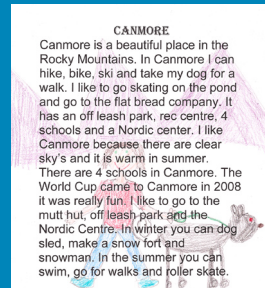 CANMORE
Canmore is a beautiful place in the
Rocky Mountains. In Canmore I can
hike, bike, ski and take my dog for a
walk. I like to go skating on the pond
and go to the flat bread company. It
has an off leash park, rec centre, 4
schools and a Nordic center. I like
Canmore because there are clear
sky's and it is warm in summer.
There are 4 schools in Canmore. The
World Cup came to Canmore in 2008
it was really fun. I like to go to the
mutt hut, off leash park and the
Nordic Centre. In winter you can dog
sled, make a snow fort and
snowman. In the summer you can
swim, go for walks and roller skate.